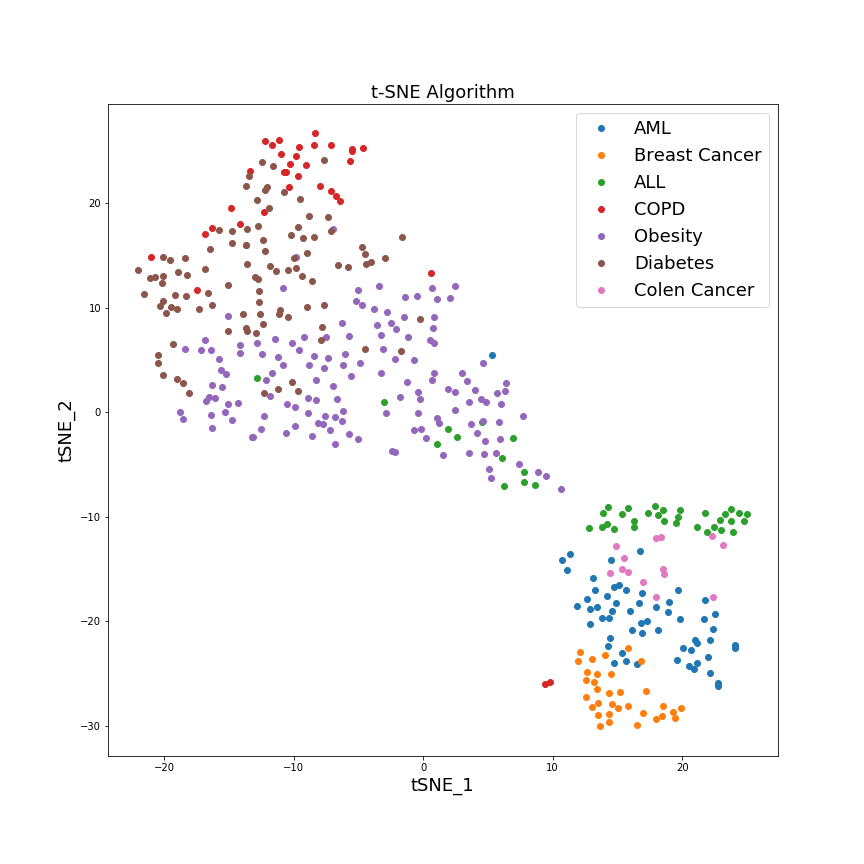 t-SNE Algorithm
AML
Breast Cancer
ALL
COPD
Obesity
Diabetes
Colen Cancer
tSNE_2
20
10
0
−10
−20
−30
−20
−10
0
10
20
tSNE_1